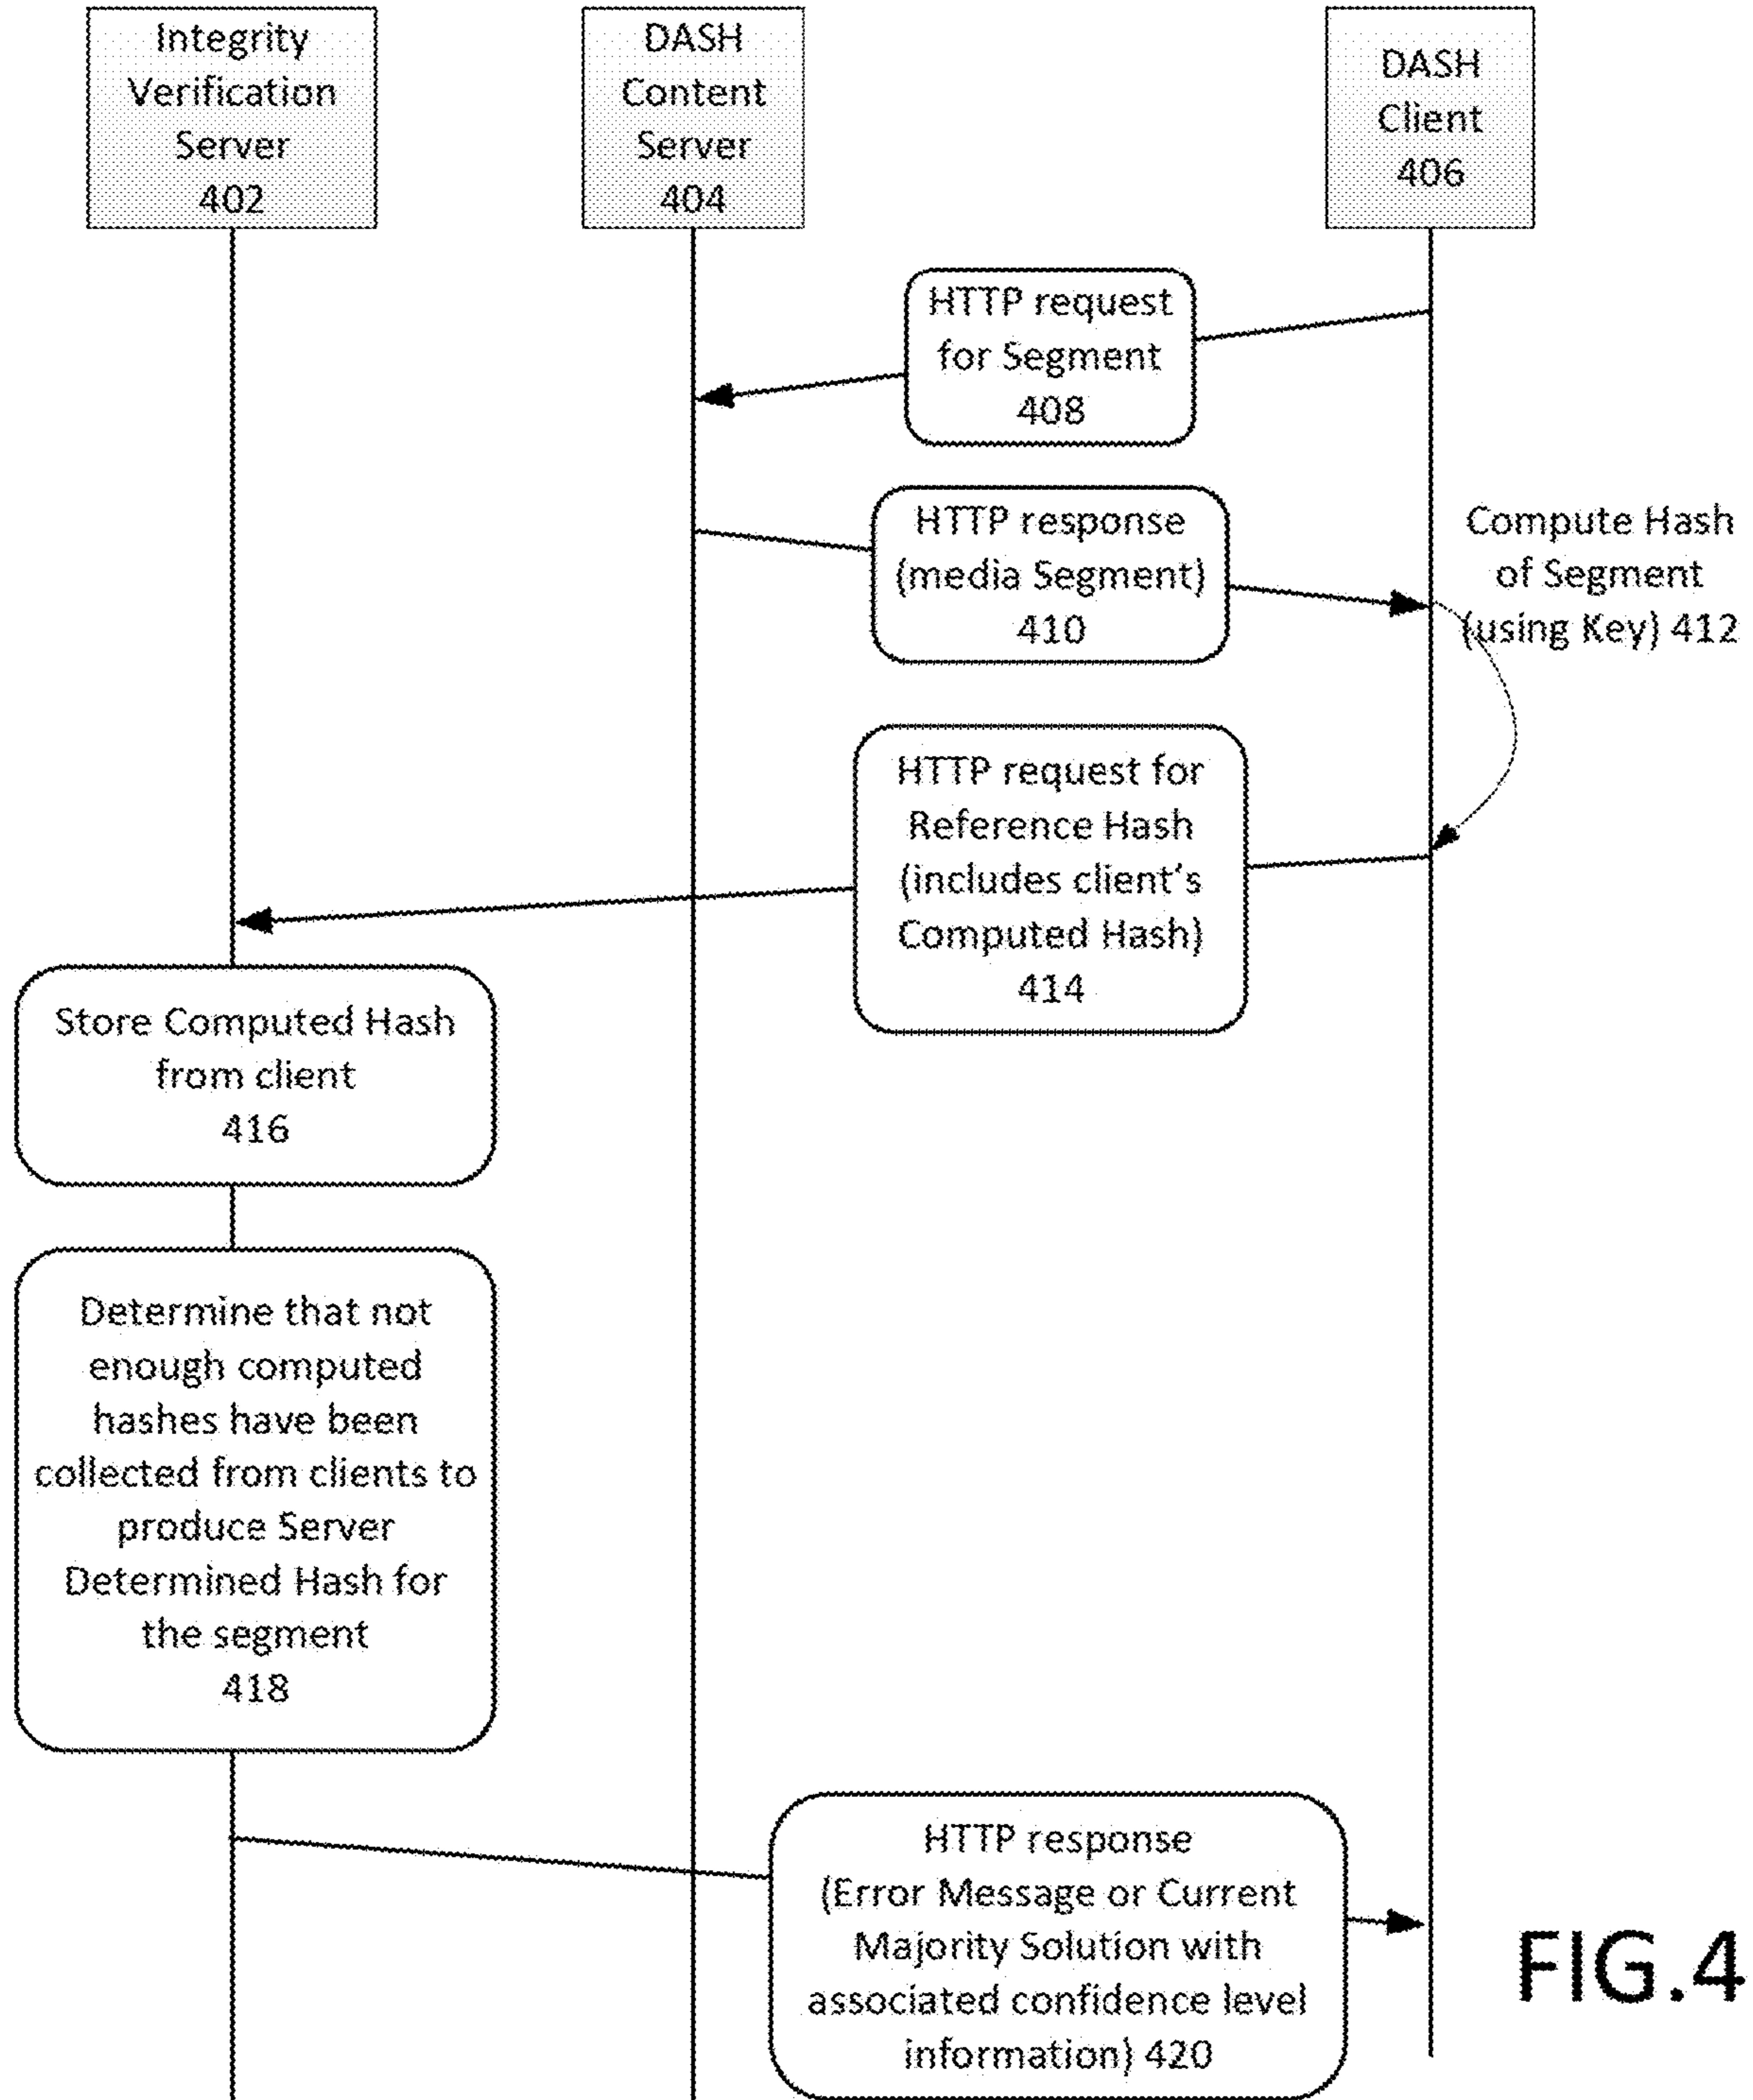 Integrity
Verification
Server
402
DASH
Content
Server
404
DASH
Client
406
HTTP request
for Segment
408
HTTP response
(media Segment)
410
Compute Hash
of Segment
(using Key) 412
HTTP request for
Reference Hash
(includes client's
Computed Hash)
414
Store Computed Hash
from client
416
Determine that not
enough computed
hashes have been
collected from clients to
produce Server
Determined Hash for
the segment
418
HTTP response
(Error Message or Current
Majority Solution with
associated confidence level
information) 420
FIG.4